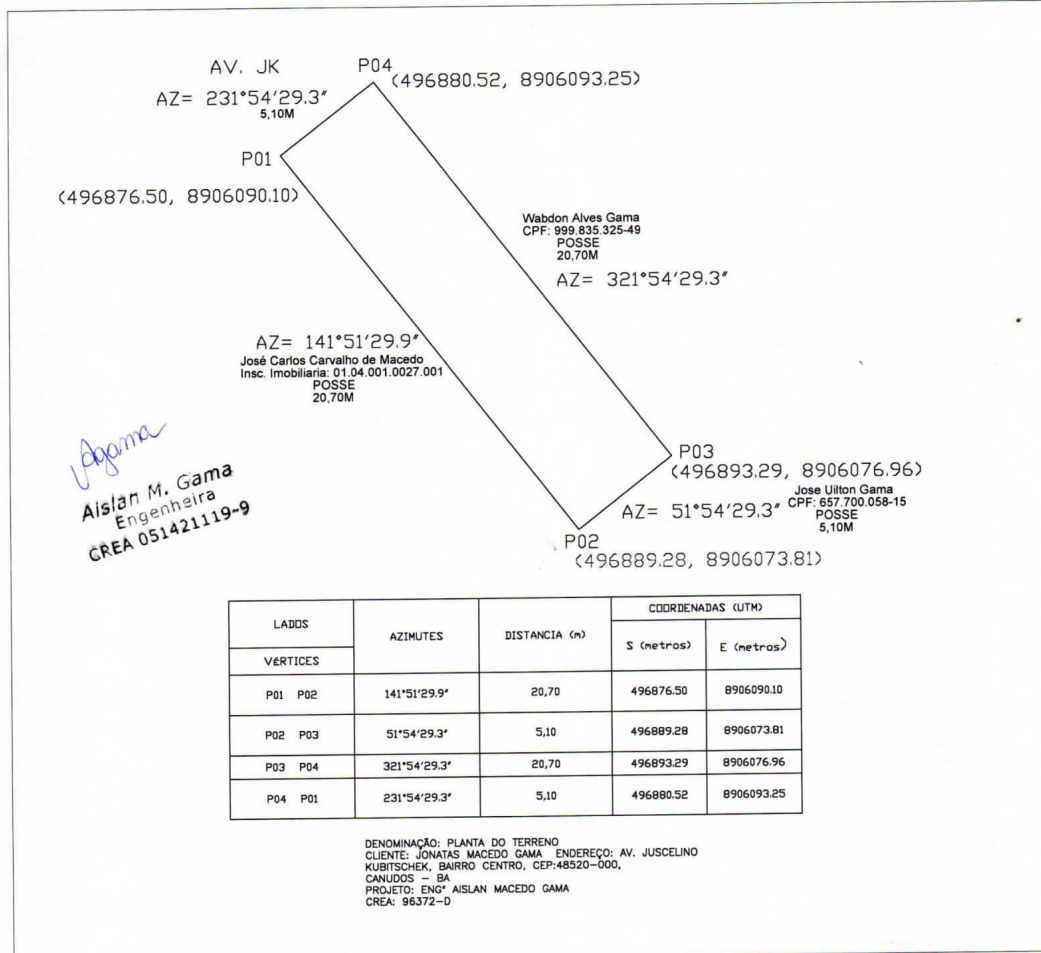 AV. JK
AZ= 231°54'29.3"
5,10M
P04
(496880.52, 8906093.25)
P01
(496876.50, 8906090.10)
Wabdon Alves Gama
CPF: 999.835.325-49
POSSE
20,70M
AZ= 321°54'29.3"
AZ= 141°51'29.9"
José Carlos Carvalho de Macedo
Insc. Imobiliaria: 01.04.001.0027.001
POSSE
20,70M
Agama
Aislan M. Gama
Engenheira
CREA 051421119-9
P03
(496893.29, 8906076.96)
AZ= 51°54'29.3"
Jose Uilton Gama
CPF: 657.700.058-15
POSSE
5,10M
P02
(496889.28, 8906073.81)
LADOS AZIMUTES DISTANCIA (m) COORDENADAS (UTM)
VÉRTICES S (metros) E (metros)
P01 P02 141°51'29.9" 20,70 496876.50 8906090.10
P02 P03 51°54'29.3" 5,10 496889.28 8906073.81
P03 P04 321°54'29.3" 20,70 496893.29 8906076.96
P04 P01 231°54'29.3" 5,10 496880.52 8906093.25
DENOMINAÇÃO: PLANTA DO TERRENO
CLIENTE: JONATAS MACEDO GAMA ENDEREÇO: AV. JUSCELINO
KUBITSCHEK, BAIRRO CENTRO, CEP:48520-000,
CANUDOS - BA
PROJETO: ENGª AISLAN MACEDO GAMA
CREA: 96372-D